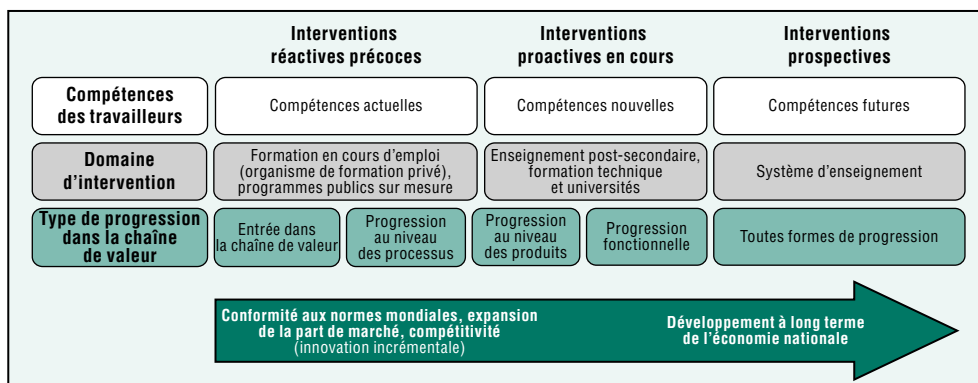 Interventions
réactives précoces
Interventions
proactives en cours
Interventions
prospectives
Compétences
des travailleurs
Compétences actuelles
Compétences nouvelles
Compétences futures
Domaine
d'intervention
Formation en cours d'emploi
(organisme de formation privé),
programmes publics sur mesure
Enseignement post-secondaire,
formation technique
et universités
Système d'enseignement
Type de progression
dans la chaîne
de valeur
Entrée dans
la chaîne de valeur
Progression
au niveau
des processus
Progression
au niveau
des produits
Progression
fonctionnelle
Toutes formes de progression
Conformité aux normes mondiales, expansion
de la part de marché, compétitivité
(innovation incrémentale)
Développement à long terme
de l'économie nationale